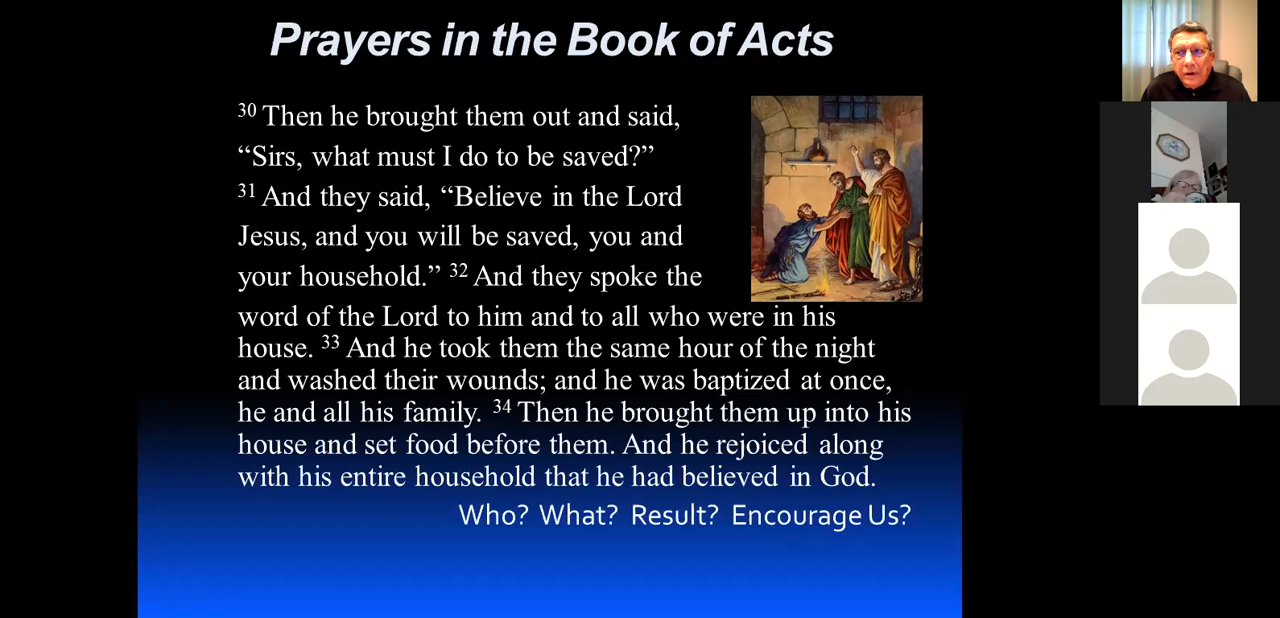 Prayers in the Book of Acts
30 Then he brought them out and said,
“Sirs, what must I do to be saved?”
31 And they said, “Believe in the Lord
Jesus, and you will be saved, you and
your household.” 32 And they spoke the
word of the Lord to him and to all who were in his
house. 33 And he took them the same hour of the night
and washed their wounds; and he was baptized at once,
he and all his family. 34 Then he brought them up into his
house and set food before them. And he rejoiced along
with his entire household that he had believed in God.
Who? What? Result? Encourage Us?